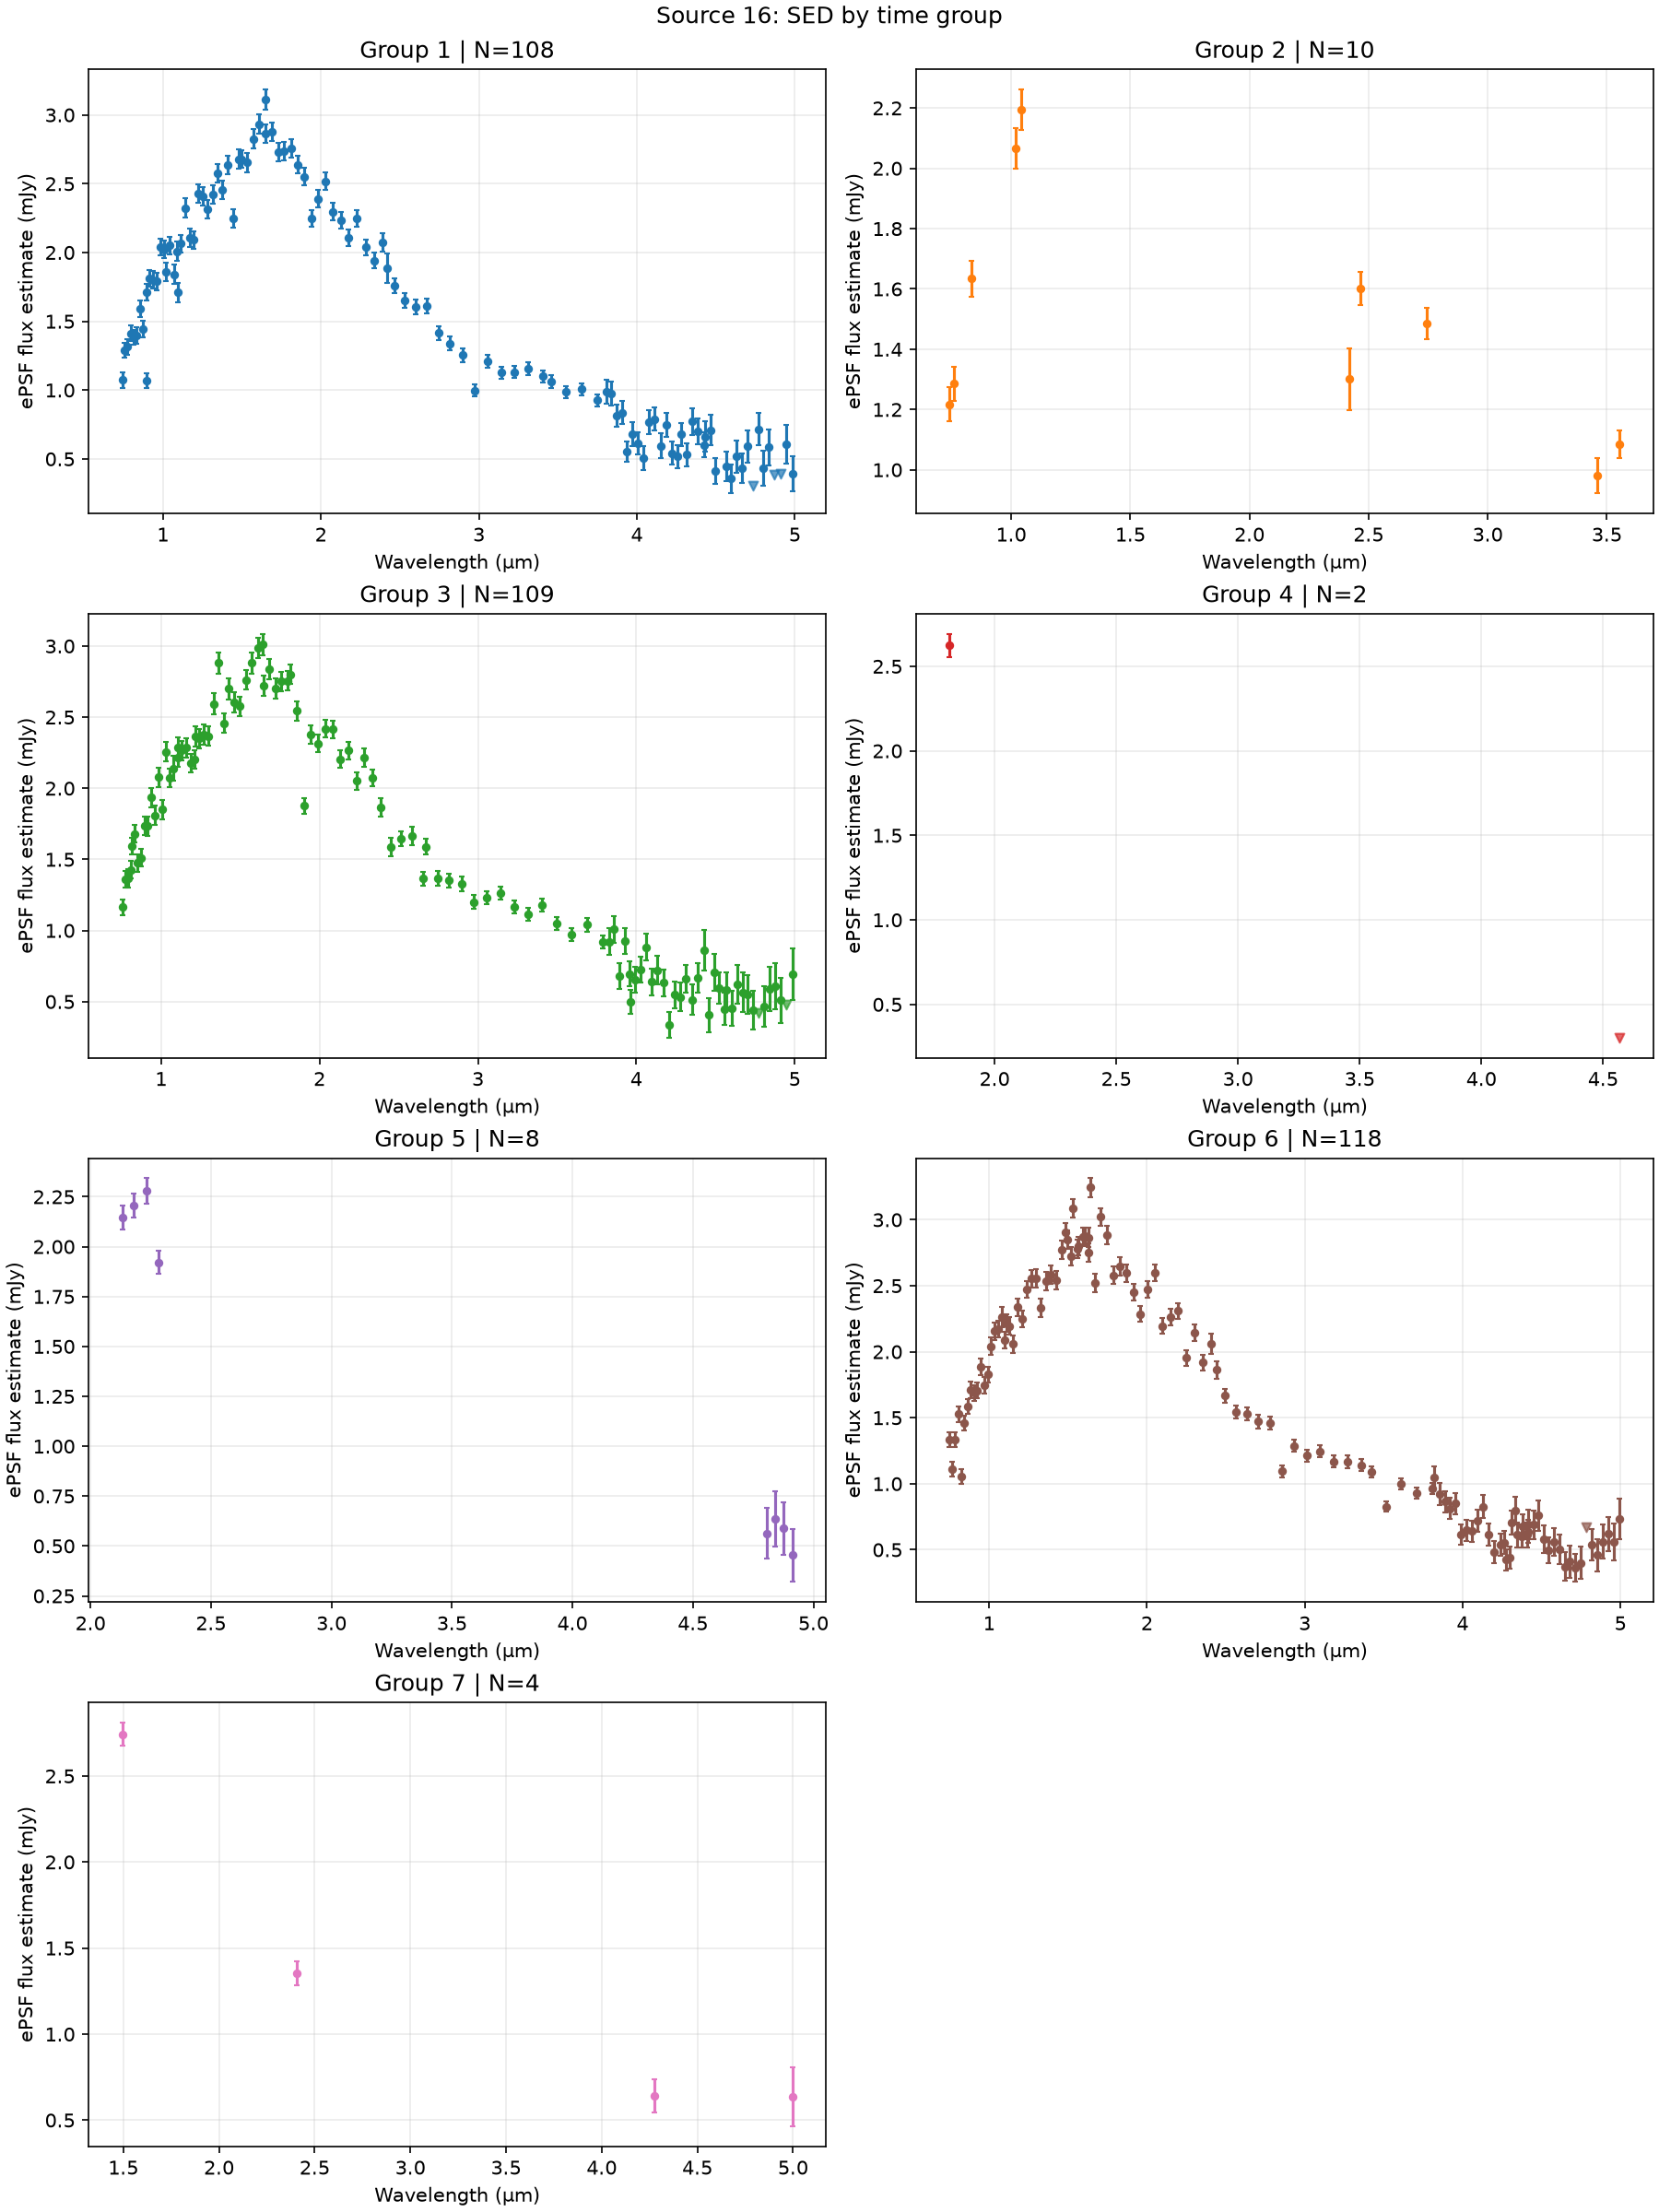 Source 16: SED by time group
Group 1 | N=108
ePSF flux estimate (mJy)
3.0
2.5
2.0
1.5
1.0
0.5
1 2 3 4 5
Wavelength (µm)
Group 2 | N=10
ePSF flux estimate (mJy)
2.2
2.0
1.8
1.6
1.4
1.2
1.0
1.0 1.5 2.0 2.5 3.0 3.5
Wavelength (µm)
Group 3 | N=109
ePSF flux estimate (mJy)
3.0
2.5
2.0
1.5
1.0
0.5
1 2 3 4 5
Wavelength (µm)
Group 4 | N=2
ePSF flux estimate (mJy)
2.5
2.0
1.5
1.0
0.5
2.0 2.5 3.0 3.5 4.0 4.5
Wavelength (µm)
Group 5 | N=8
ePSF flux estimate (mJy)
2.25
2.00
1.75
1.50
1.25
1.00
0.75
0.50
0.25
2.0 2.5 3.0 3.5 4.0 4.5 5.0
Wavelength (µm)
Group 6 | N=118
ePSF flux estimate (mJy)
3.0
2.5
2.0
1.5
1.0
0.5
1 2 3 4 5
Wavelength (µm)
Group 7 | N=4
ePSF flux estimate (mJy)
2.5
2.0
1.5
1.0
0.5
1.5 2.0 2.5 3.0 3.5 4.0 4.5 5.0
Wavelength (µm)